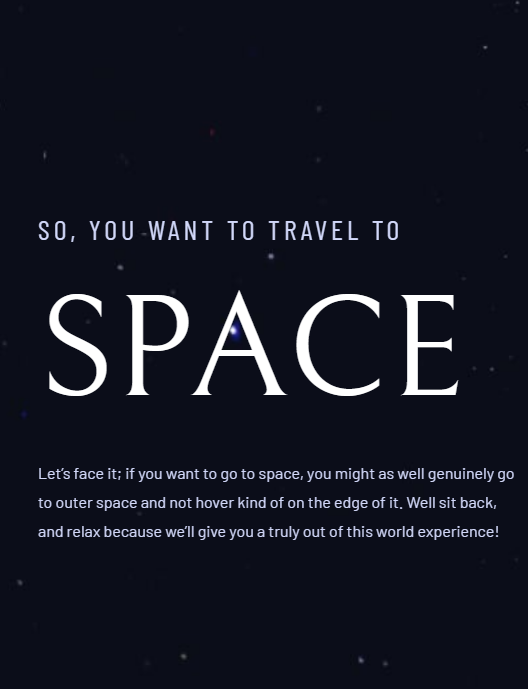 SO, YOU WANT TO TRAVEL TO
SPACE
Let’s face it; if you want to go to space, you might as well genuinely go
to outer space and not hover kind of on the edge of it. Well sit back,
and relax because we’ll give you a truly out of this world experience!